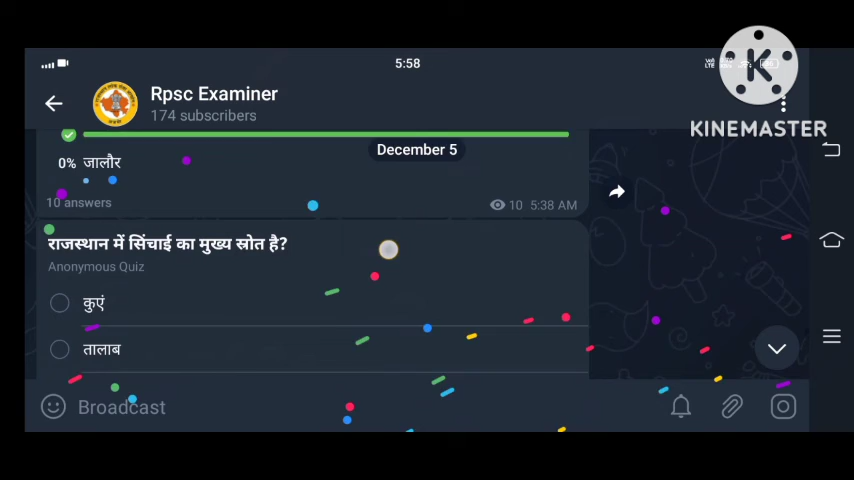 5:58
Rpsc Examiner
174 subscribers
KINEMASTER
December 5
0% जालौर
10 answers
10 5:38 AM
राजस्थान में सिंचाई का मुख्य स्रोत है?
Anonymous Quiz
कुएं
तालाब
Broadcast